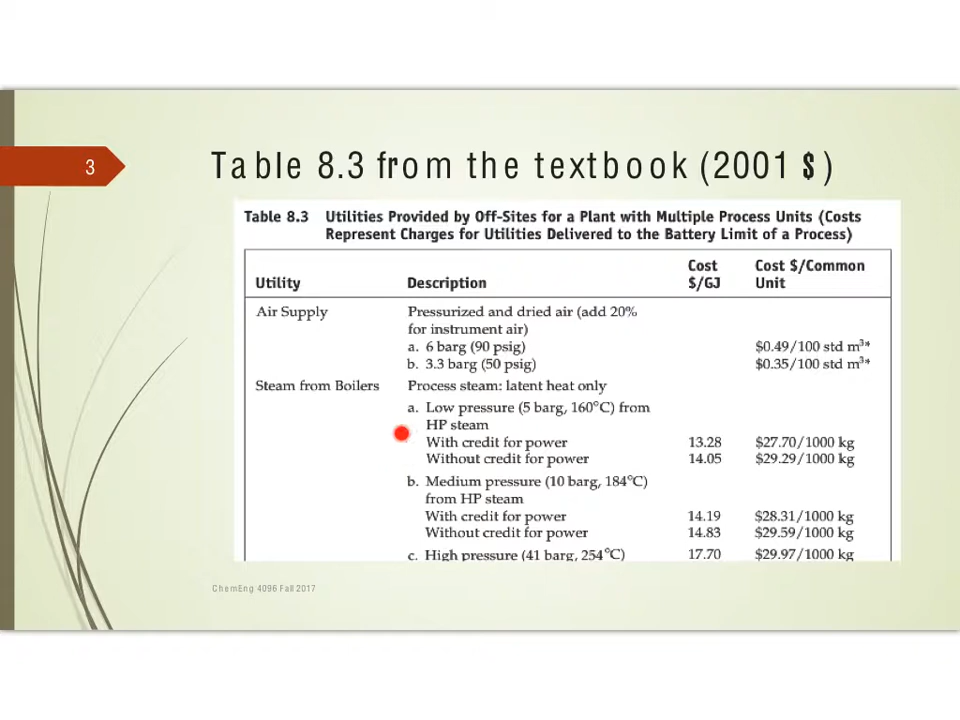 3
Table 8.3 from the textbook (2001 $)
Table 8.3 Utilities Provided by Off-Sites for a Plant with Multiple Process Units (Costs
Represent Charges for Utilities Delivered to the Battery Limit of a Process)
Cost Cost $/Common
Utility Description $/GJ Unit
Air Supply Pressurized and dried air (add 20%
for instrument air)
a. 6 barg (90 psig) $0.49/100 std m³*
b. 3.3 barg (50 psig) $0.35/100 std m³*
Steam from Boilers Process steam: latent heat only
a. Low pressure (5 barg, 160°C) from
HP steam
With credit for power 13.28 $27.70/1000 kg
Without credit for power 14.05 $29.29/1000 kg
b. Medium pressure (10 barg, 184°C)
from HP steam
With credit for power 14.19 $28.31/1000 kg
Without credit for power 14.83 $29.59/1000 kg
c. High pressure (41 barg, 254°C) 17.70 $29.97/1000 kg
ChemEng 4096 Fall 2017